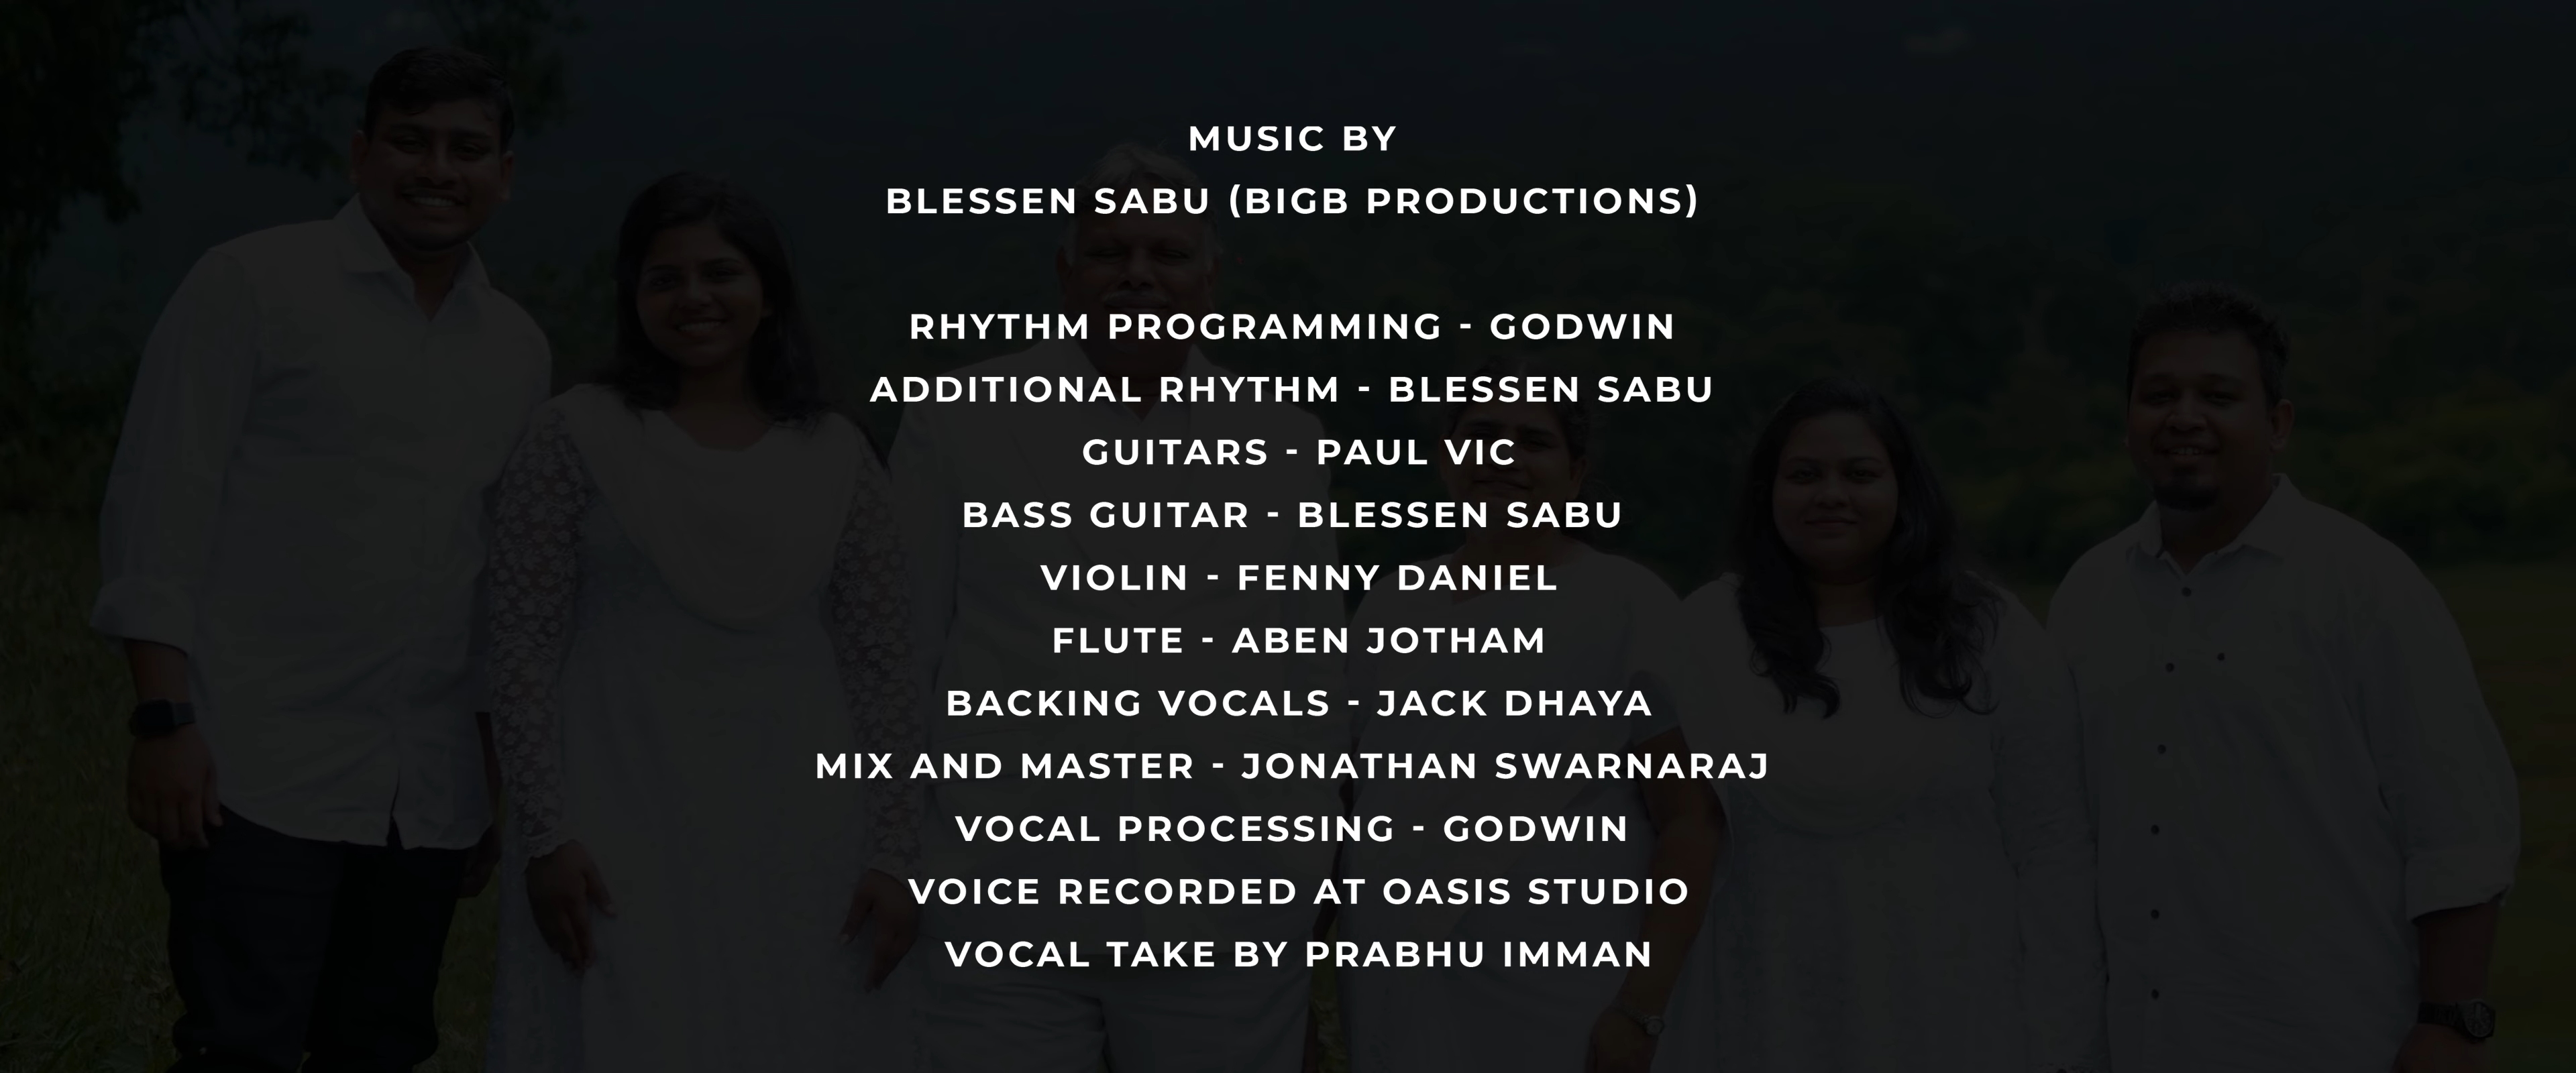 MUSIC BY
BLESSEN SABU (BIGB PRODUCTIONS)
RHYTHM PROGRAMMING - GODWIN
ADDITIONAL RHYTHM - BLESSEN SABU
GUITARS - PAUL VIC
BASS GUITAR - BLESSEN SABU
VIOLIN - FENNY DANIEL
FLUTE - ABEN JOTHAM
BACKING VOCALS - JACK DHAYA
MIX AND MASTER - JONATHAN SWARNARAJ
VOCAL PROCESSING - GODWIN
VOICE RECORDED AT OASIS STUDIO
VOCAL TAKE BY PRABHU IMMAN